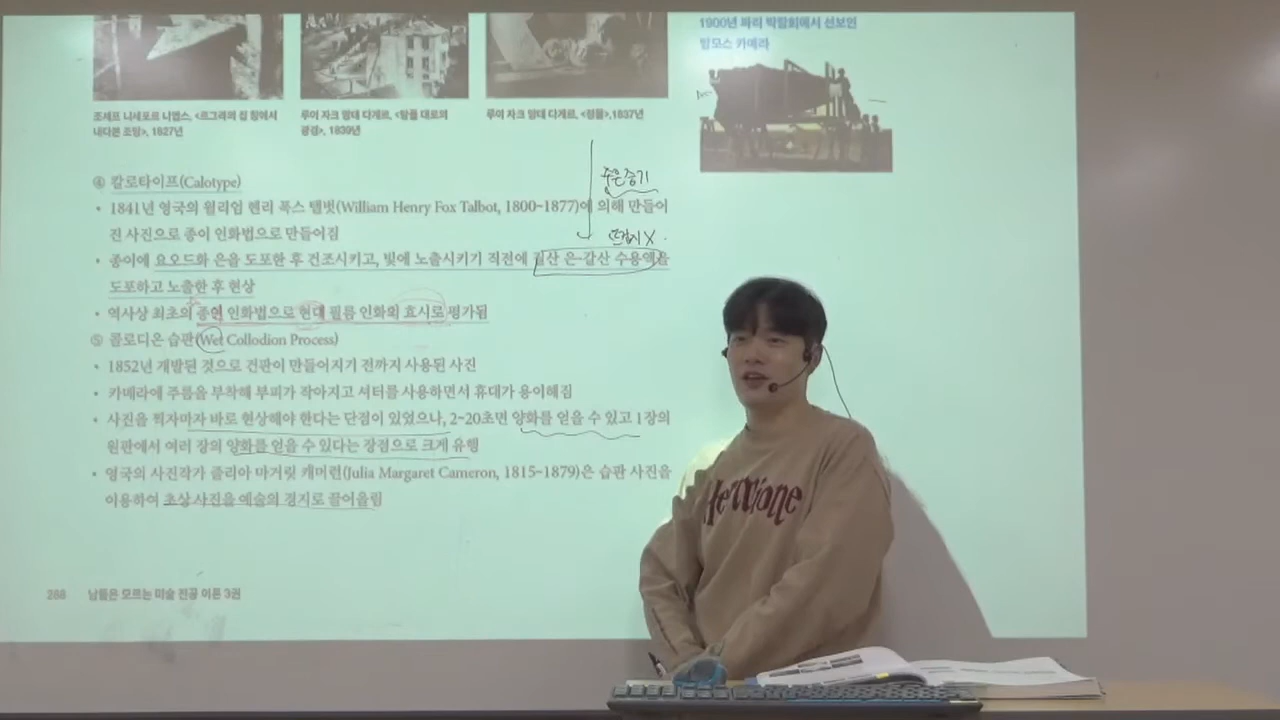 1900년 파리 박람회에서 선보인
맘모스 카메라
조세프 니세포르 니엡스, <르그라의 집 창에서
내다본 조망>, 1827년
루이 자크 망데 다게르, <탕플 대로의
광경>, 1839년
루이 자크 망데 다게르, <정물>,1837년
④ 칼로타이프(Calotype)
수은증기
• 1841년 영국의 윌리엄 헨리 폭스 탤벗(William Henry Fox Talbot, 1800~1877)에 의해 만들어
진 사진으로 종이 인화법으로 만들어짐
뜨겁지 X
• 종이에 요오드화 은을 도포한 후 건조시키고, 빛에 노출시키기 직전에 질산 은-갈산 수용액을
도포하고 노출한 후 현상
• 역사상 최초의 종이 인화법으로 현대 필름 인화의 효시로 평가됨
⑤ 콜로디온 습판(Wet Collodion Process)
• 1852년 개발된 것으로 건판이 만들어지기 전까지 사용된 사진
• 카메라에 주름을 부착해 부피가 작아지고 셔터를 사용하면서 휴대가 용이해짐
• 사진을 찍자마자 바로 현상해야 한다는 단점이 있었으나, 2~20초면 양화를 얻을 수 있고 1장의
원판에서 여러 장의 양화를 얻을 수 있다는 장점으로 크게 유행
• 영국의 사진작가 줄리아 마거릿 캐머런(Julia Margaret Cameron, 1815~1879)은 습판 사진을
이용하여 초상 사진을 예술의 경지로 끌어올림
Hermione
288 남들은 모르는 미술 전공 이론 3권